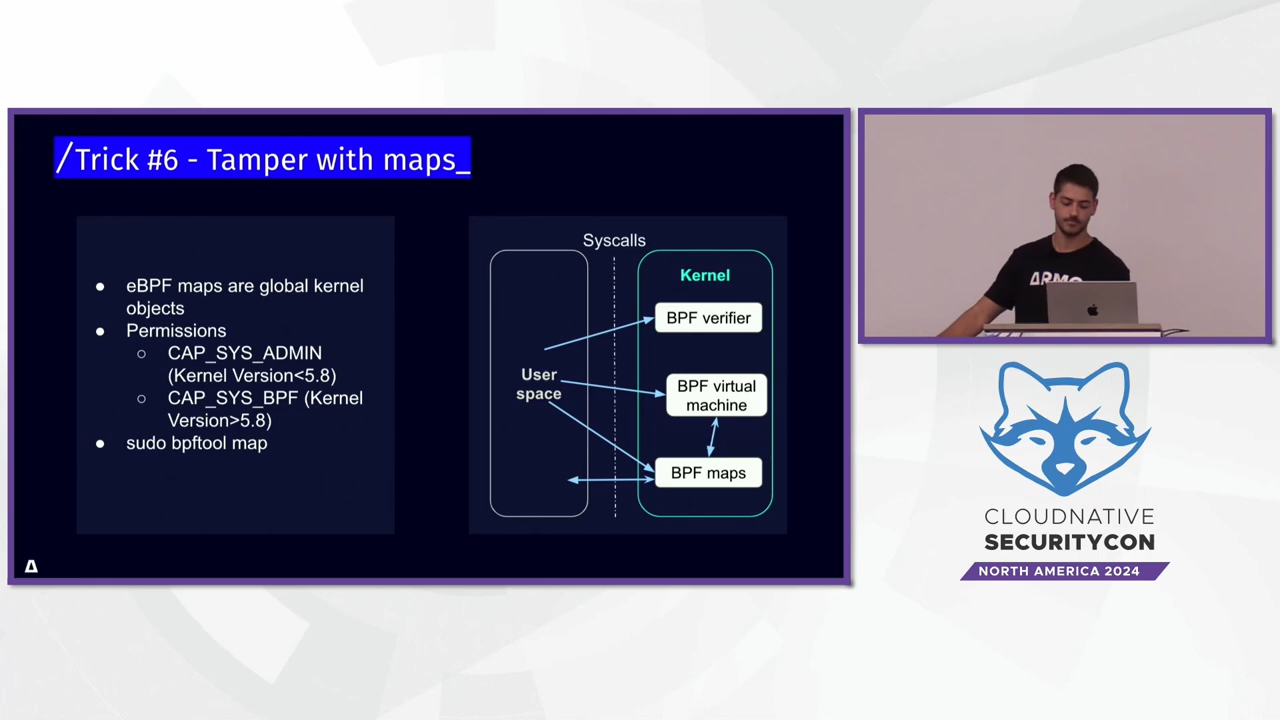 /Trick #6 - Tamper with maps_
● eBPF maps are global kernel
objects
● Permissions
○ CAP_SYS_ADMIN
(Kernel Version<5.8)
○ CAP_SYS_BPF (Kernel
Version>5.8)
● sudo bpftool map
Syscalls
Kernel
BPF verifier
User
space
BPF virtual
machine
BPF maps
ARMO
CLOUDNATIVE
SECURITYCON
NORTH AMERICA 2024